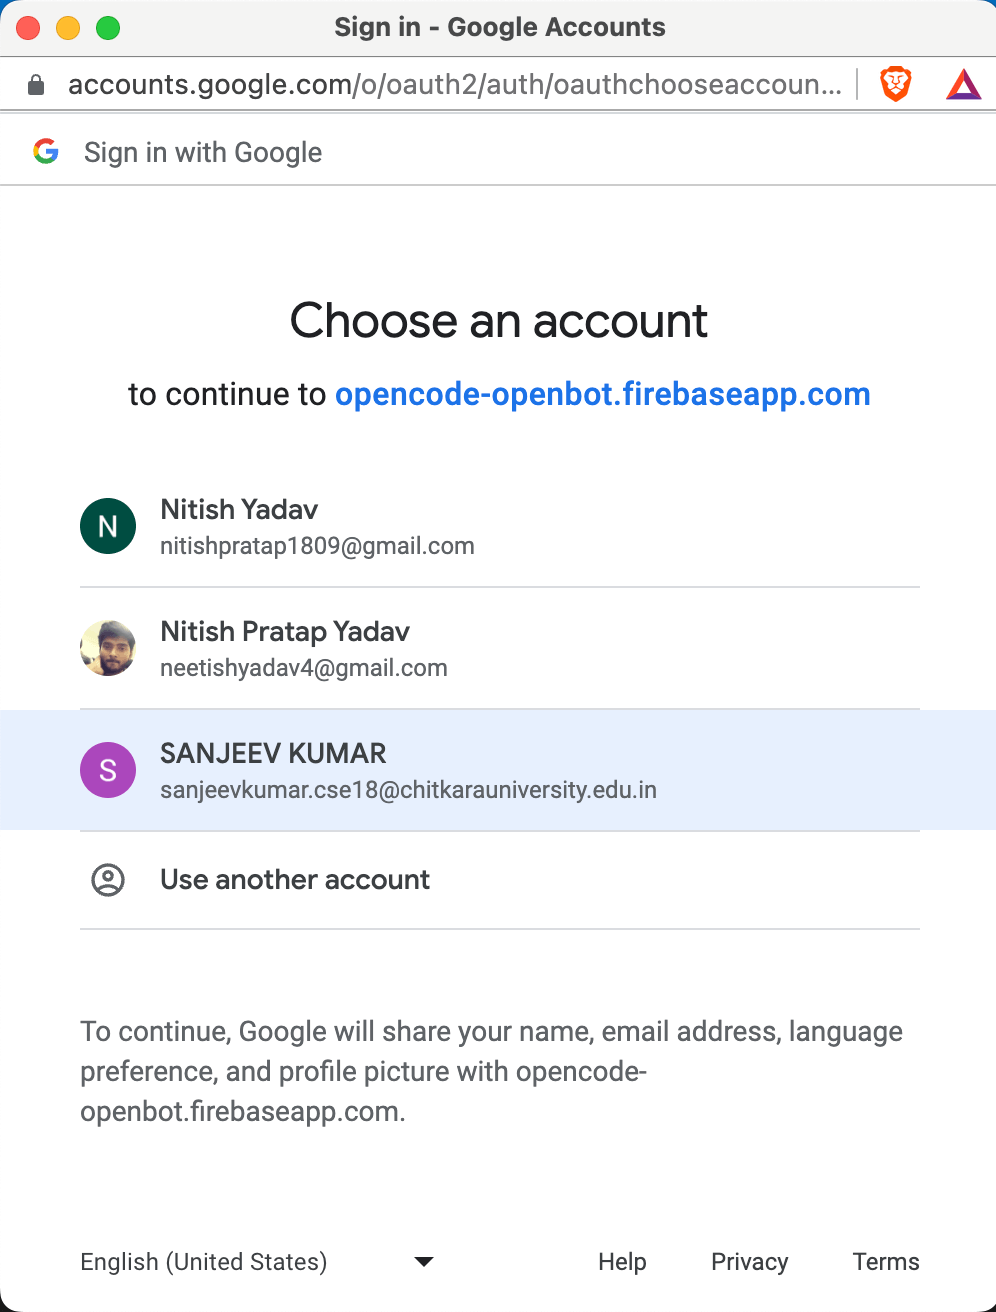 Sign in - Google Accounts
accounts.google.com/o/oauth2/auth/oauthchooseaccoun...
Sign in with Google
Choose an account
to continue to opencode-openbot.firebaseapp.com
N
Nitish Yadav
nitishpratap1809@gmail.com
Nitish Pratap Yadav
neetishyadav4@gmail.com
S
SANJEEV KUMAR
sanjeevkumar.cse18@chitkarauniversity.edu.in
Use another account
To continue, Google will share your name, email address, language
preference, and profile picture with opencode-
openbot.firebaseapp.com.
English (United States)
Help Privacy Terms